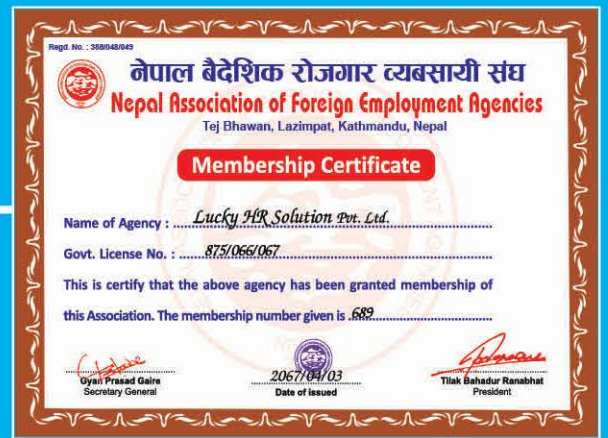 Regd. No. : 388/048/049
नेपाल बैदेशिक रोजगार व्यबसायी संघ
Nepal Association of Foreign Employment Agencies
Tej Bhawan, Lazimpat, Kathmandu, Nepal
Membership Certificate
Name of Agency : Lucky HR Solution Pvt. Ltd.
Govt. License No. : 875/066/067
This is certify that the above agency has been granted membership of
this Association. The membership number given is 689
2067/04/03
Gyan Prasad Gaire
Secretary General
Date of issued
Tilak Bahadur Ranabhat
President